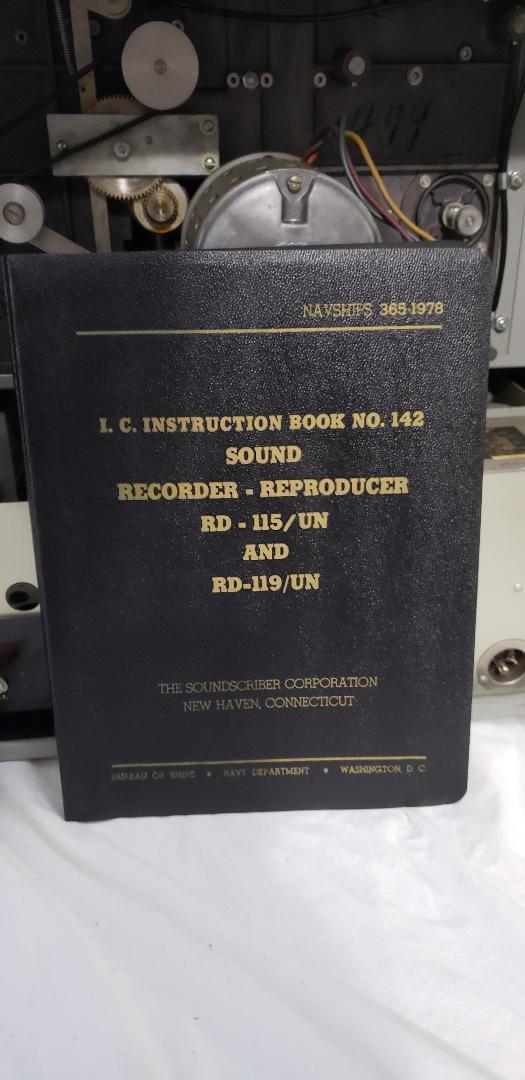 474
NAVSHIPS 365-1978
I. C. INSTRUCTION BOOK NO. 142
SOUND
RECORDER - REPRODUCER
RD - 115/UN
AND
RD-119/UN
THE SOUNDSCRIBER CORPORATION
NEW HAVEN, CONNECTICUT
BUREAU OF SHIPS • NAVY DEPARTMENT • WASHINGTON, D. C.